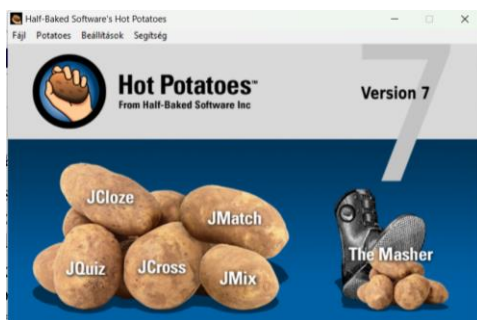 Half-Baked Software's Hot Potatoes
Fájl Potatoes Beállítások Segítség
Hot Potatoes™
From Half-Baked Software Inc
Version 7
7
JCloze
JMatch
JQuiz
JCross
JMix
The Masher